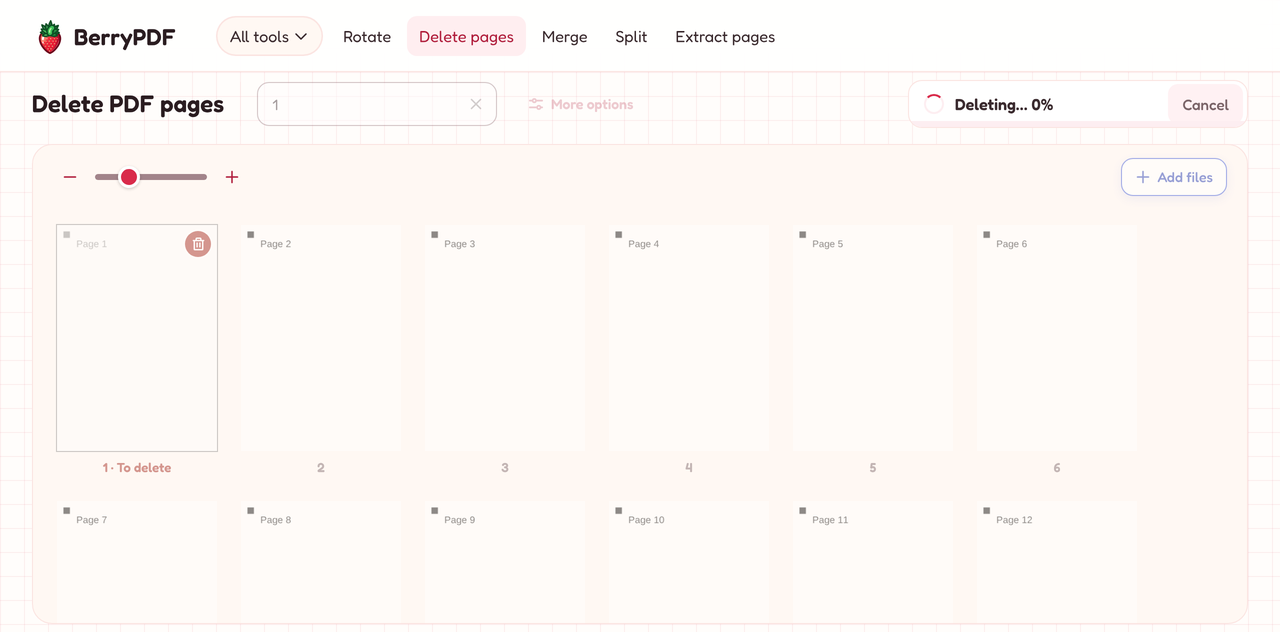 BerryPDF All tools Rotate Delete pages Merge Split Extract pages
Delete PDF pages 1 More options Deleting... 0% Cancel
Add files
Page 1 Page 2 Page 3 Page 4 Page 5 Page 6
1 · To delete 2 3 4 5 6
Page 7 Page 8 Page 9 Page 10 Page 11 Page 12